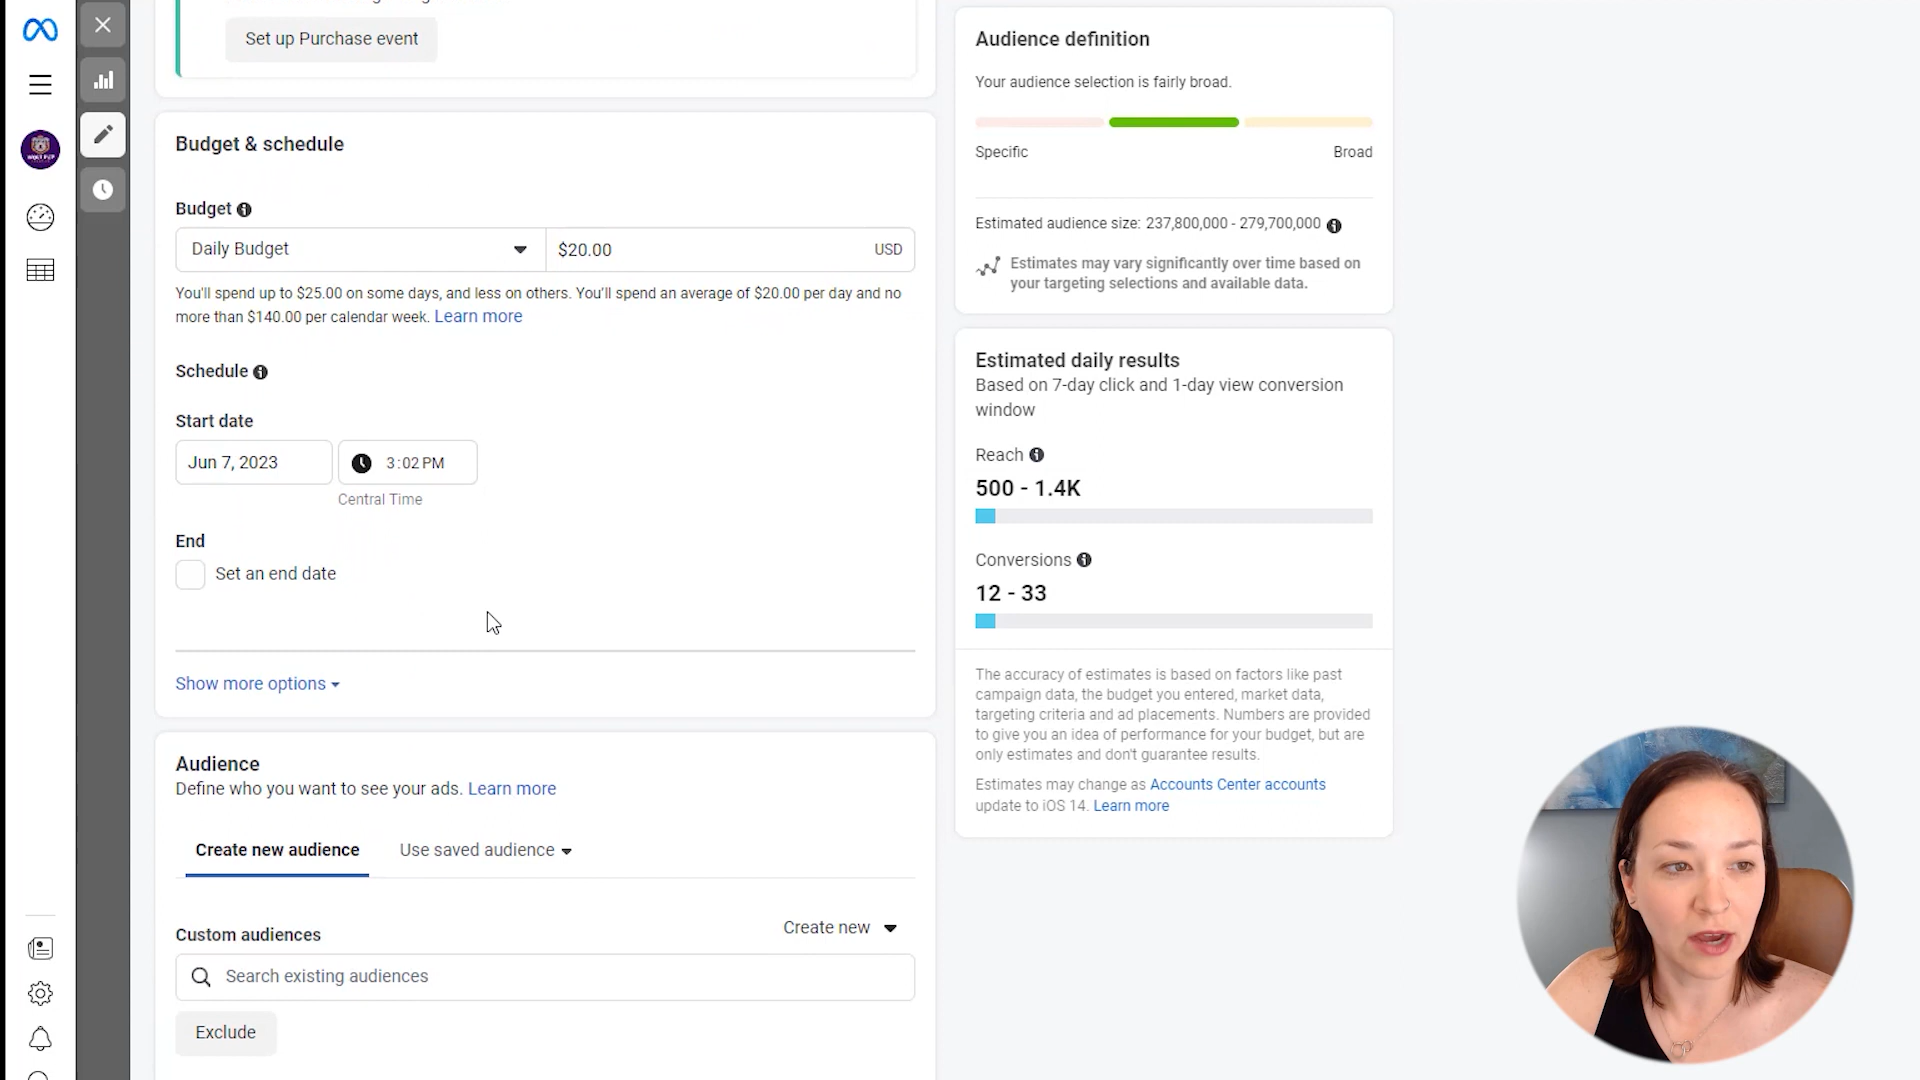 Set up Purchase event
Budget & schedule
Budget
Daily Budget
$20.00
USD
You'll spend up to $25.00 on some days, and less on others. You'll spend an average of $20.00 per day and no
more than $140.00 per calendar week. Learn more
Schedule
Start date
Jun 7, 2023
3:02 PM
Central Time
End
Set an end date
Show more options
Audience
Define who you want to see your ads. Learn more
Create new audience
Use saved audience
Custom audiences
Create new
Search existing audiences
Exclude
Audience definition
Your audience selection is fairly broad.
Specific
Broad
Estimated audience size: 237,800,000 - 279,700,000
Estimates may vary significantly over time based on
your targeting selections and available data.
Estimated daily results
Based on 7-day click and 1-day view conversion
window
Reach
500 - 1.4K
Conversions
12 - 33
The accuracy of estimates is based on factors like past
campaign data, the budget you entered, market data,
targeting criteria and ad placements. Numbers are provided
to give you an idea of performance for your budget, but are
only estimates and don't guarantee results.
Estimates may change as Accounts Center accounts
update to iOS 14. Learn more